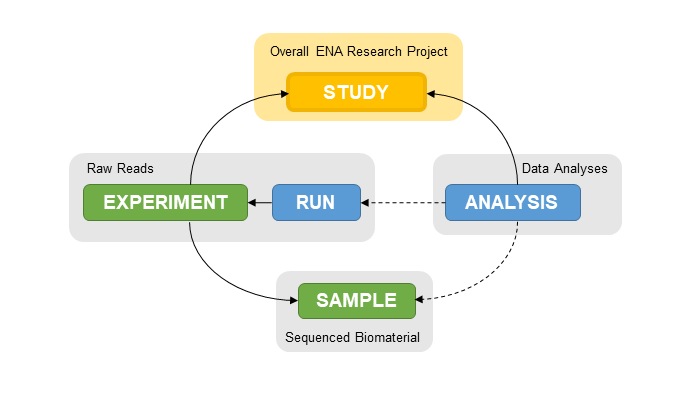 Overall ENA Research Project
STUDY
Raw Reads
EXPERIMENT
RUN
Data Analyses
ANALYSIS
SAMPLE
Sequenced Biomaterial